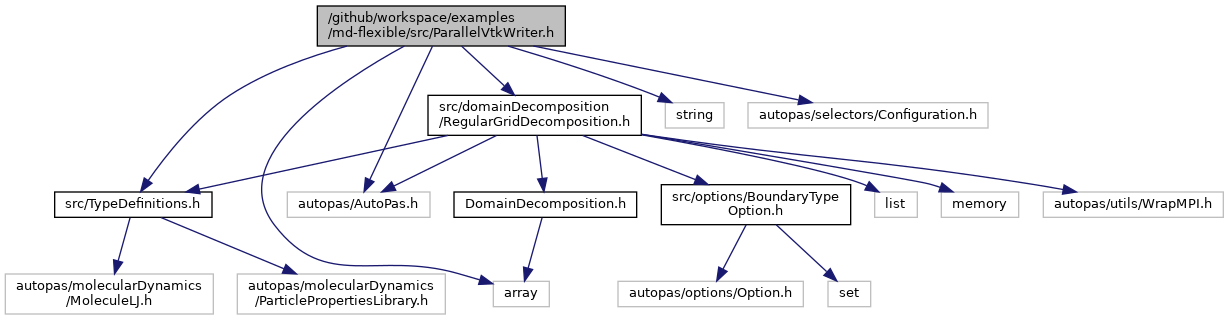 /github/workspace/examples
/md-flexible/src/ParallelVtkWriter.h
src/domainDecomposition
/RegularGridDecomposition.h
string
autopas/selectors/Configuration.h
src/TypeDefinitions.h
autopas/AutoPas.h
DomainDecomposition.h
src/options/BoundaryType
Option.h
list
memory
autopas/utils/WrapMPI.h
autopas/molecularDynamics
/MoleculeLJ.h
autopas/molecularDynamics
/ParticlePropertiesLibrary.h
array
autopas/options/Option.h
set